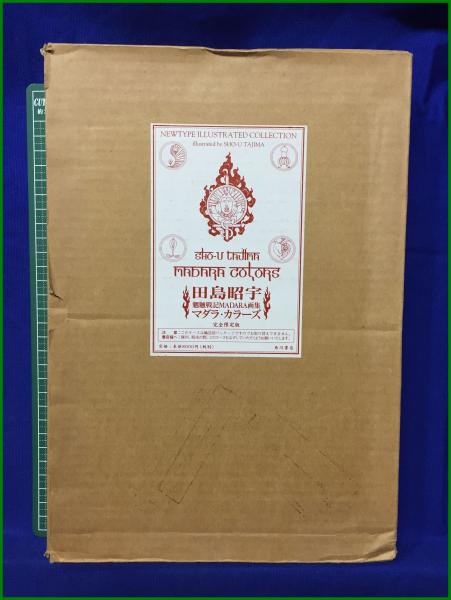 NEWTYPE ILLUSTRATED COLLECTION
illustrated by SHO-U TAJIMA
SHO-U TAJIMA
MADARA COLORS
田島昭宇
魍魎戦記MADARA画集
マダラ・カラーズ
完全限定版
角川書店